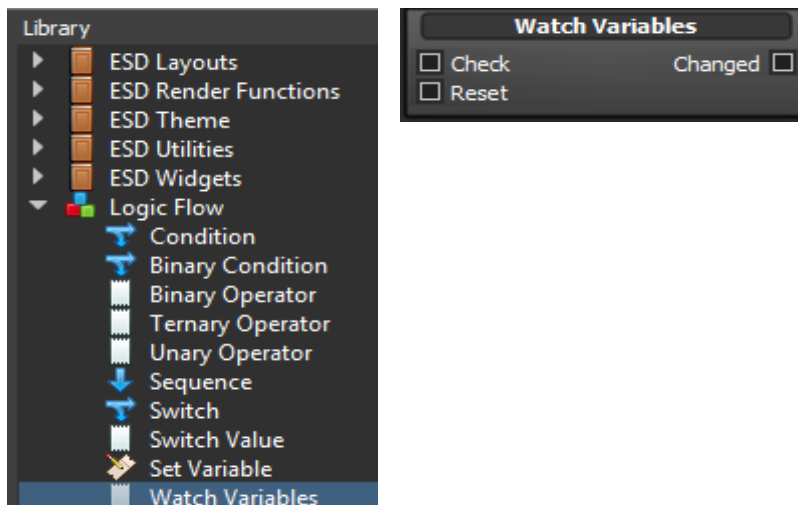 Library
ESD Layouts
ESD Render Functions
ESD Theme
ESD Utilities
ESD Widgets
Logic Flow
Condition
Binary Condition
Binary Operator
Ternary Operator
Unary Operator
Sequence
Switch
Switch Value
Set Variable
Watch Variables
Watch Variables
Check Changed
Reset